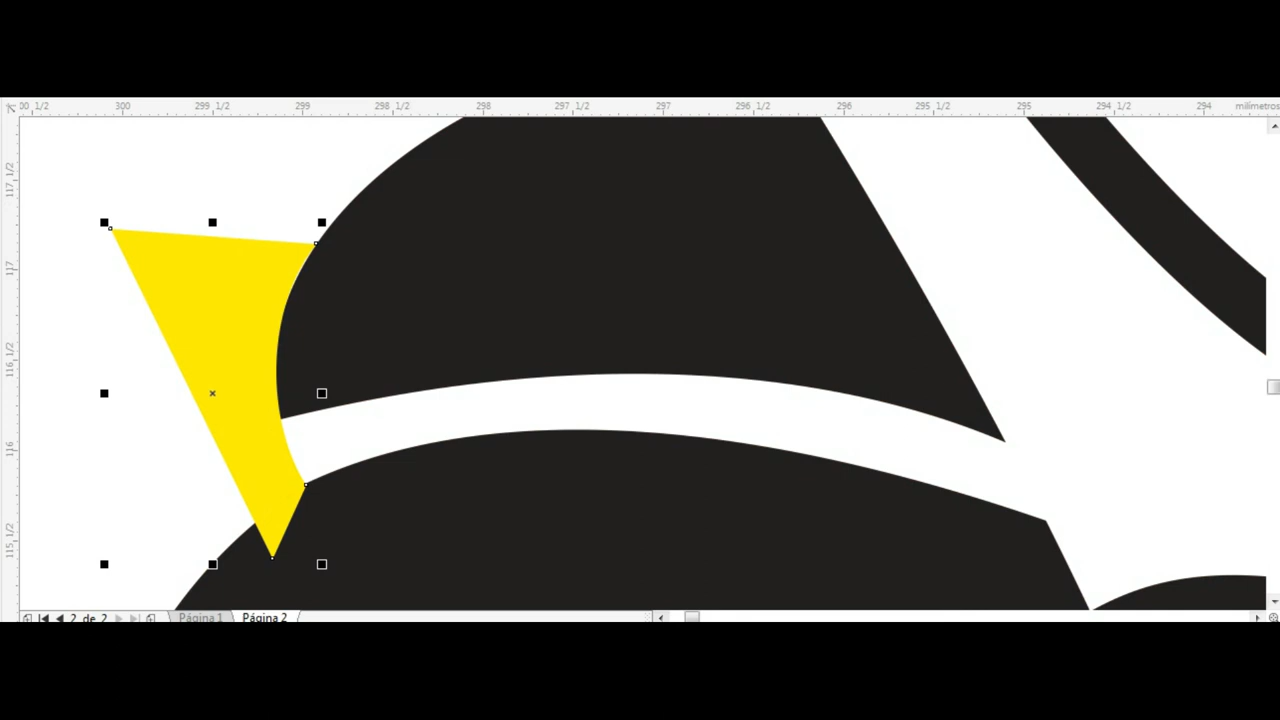 00 1/2 300 299 1/2 299 298 1/2 298 297 1/2 297 296 1/2 296 295 1/2 295 294 1/2 294 milímetros
117 1/2
117
116 1/2
116
115 1/2
2 de 2 Página 1 Página 2